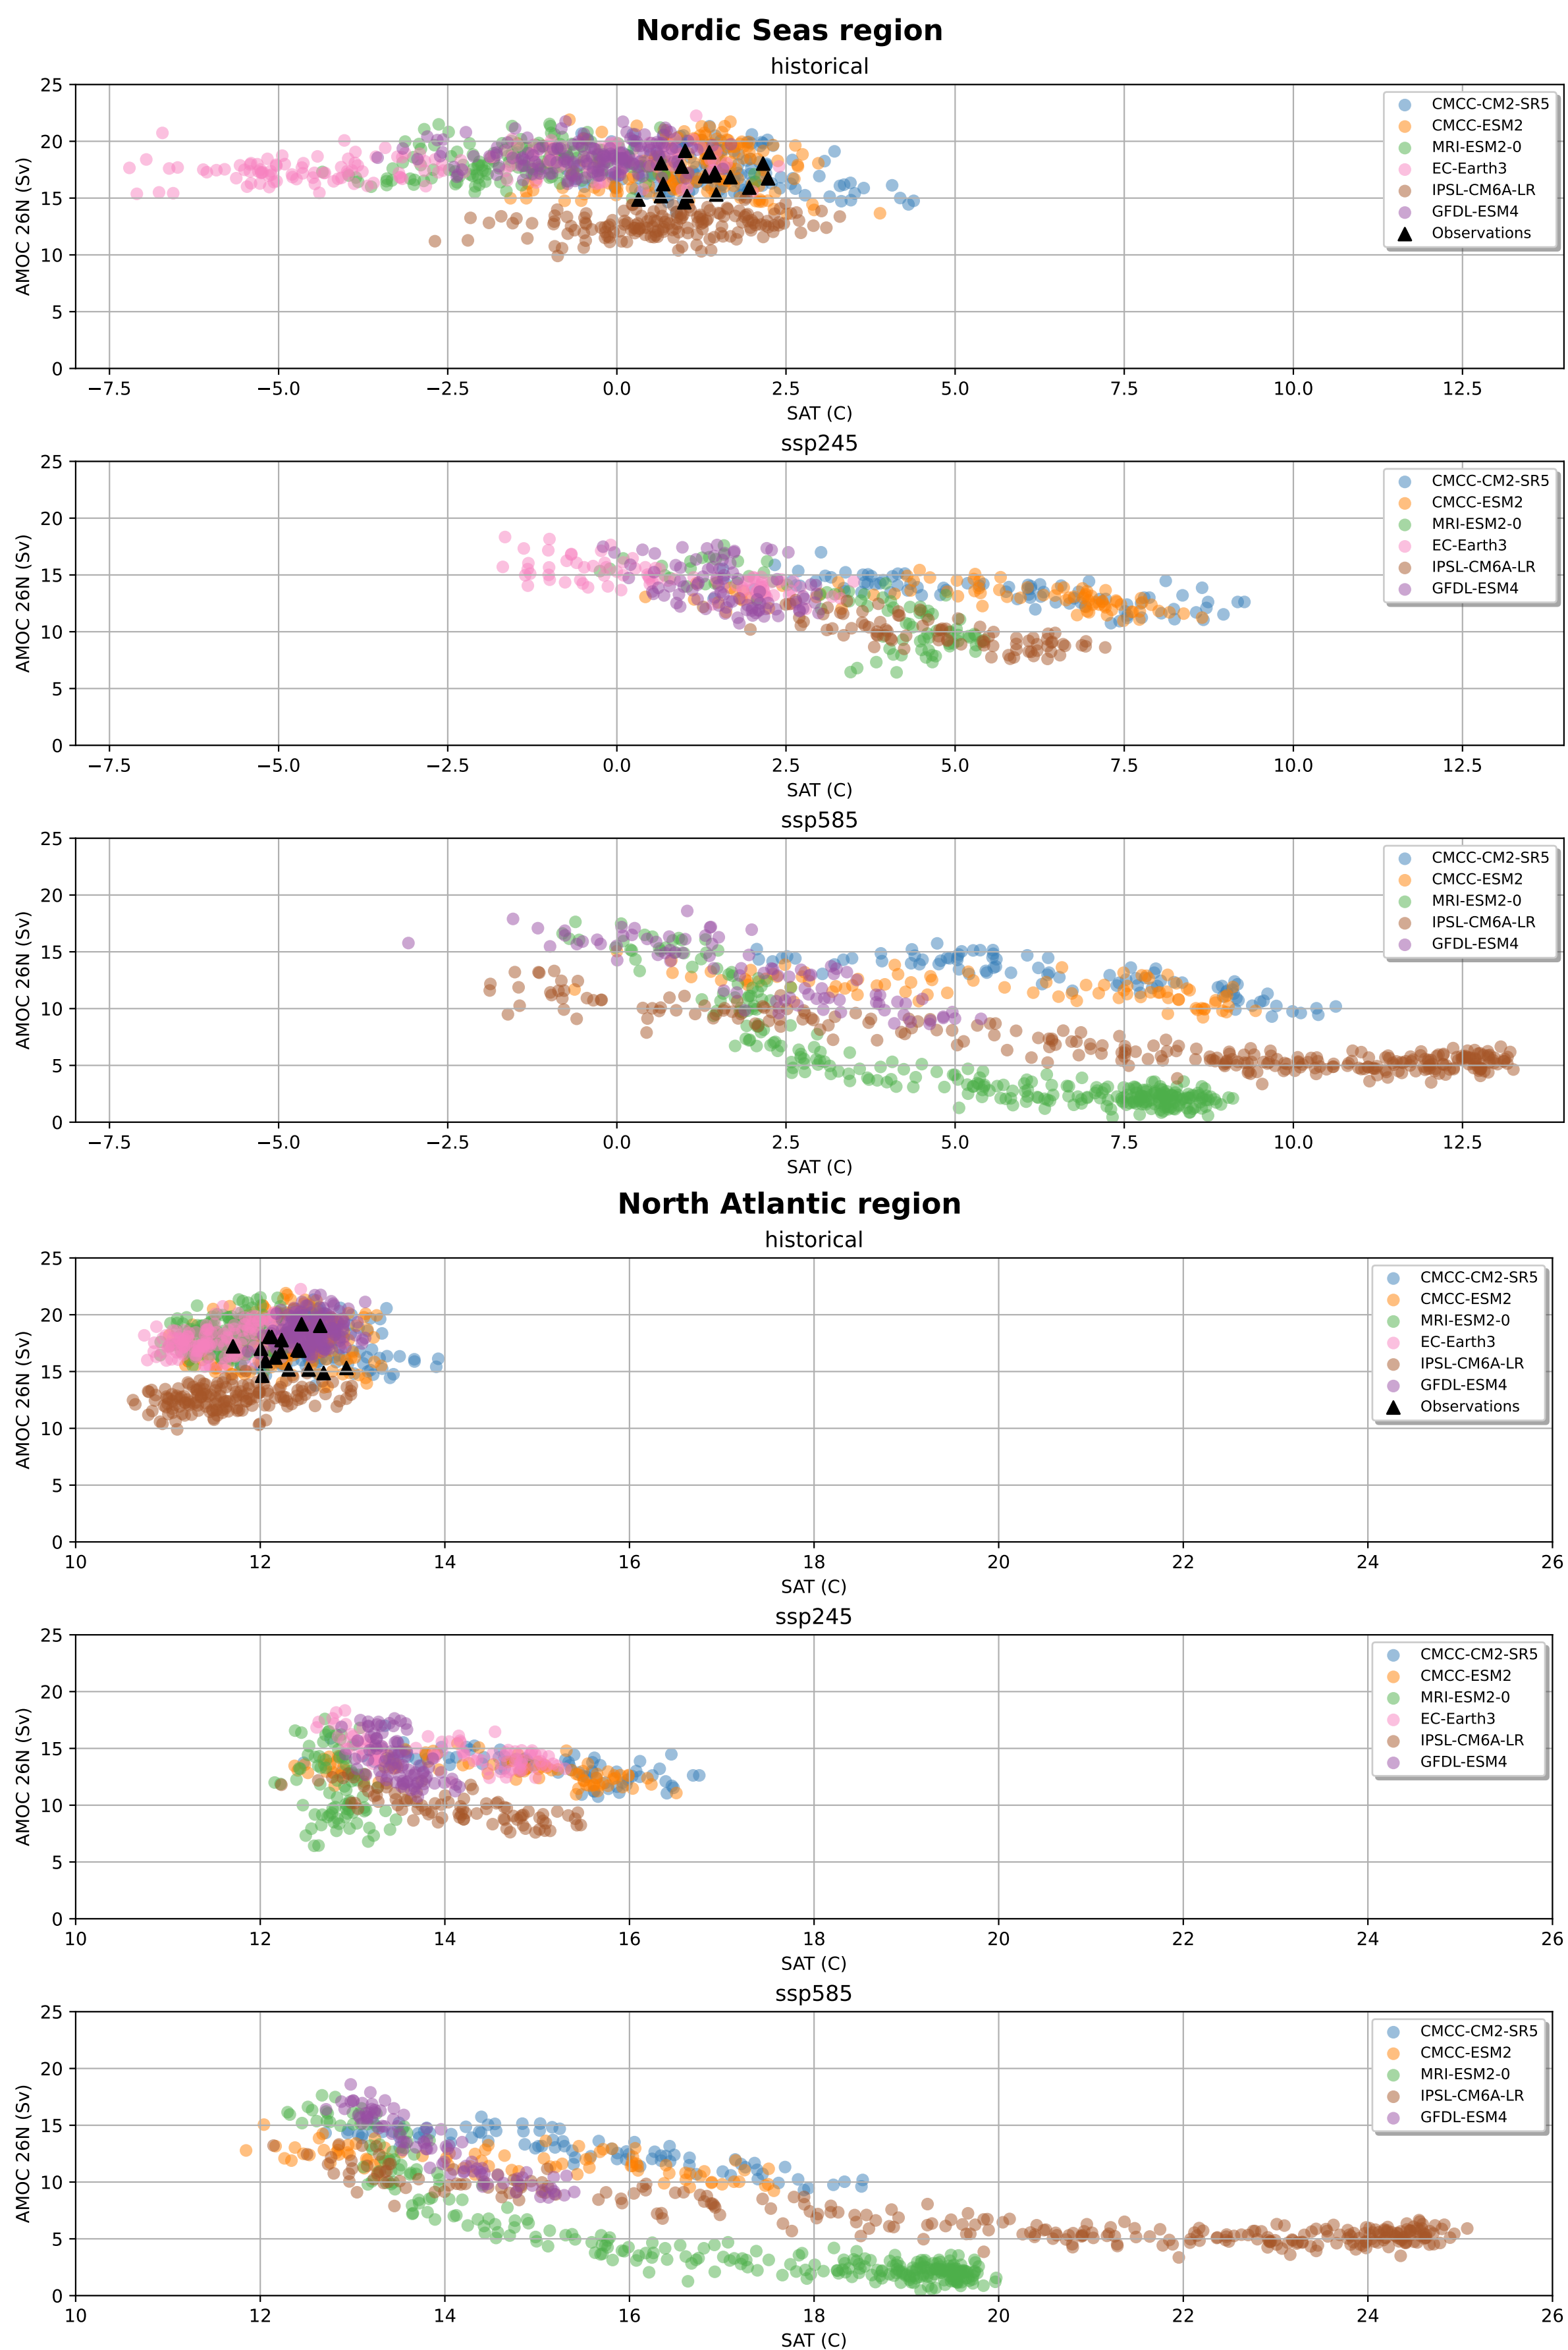 Nordic Seas region
historical
25
20
15
10
5
0
AMOC 26N (Sv)
−7.5 −5.0 −2.5 0.0 2.5 5.0 7.5 10.0 12.5
SAT (C)
CMCC-CM2-SR5
CMCC-ESM2
MRI-ESM2-0
EC-Earth3
IPSL-CM6A-LR
GFDL-ESM4
Observations
ssp245
25
20
15
10
5
0
AMOC 26N (Sv)
−7.5 −5.0 −2.5 0.0 2.5 5.0 7.5 10.0 12.5
SAT (C)
CMCC-CM2-SR5
CMCC-ESM2
MRI-ESM2-0
EC-Earth3
IPSL-CM6A-LR
GFDL-ESM4
ssp585
25
20
15
10
5
0
AMOC 26N (Sv)
−7.5 −5.0 −2.5 0.0 2.5 5.0 7.5 10.0 12.5
SAT (C)
CMCC-CM2-SR5
CMCC-ESM2
MRI-ESM2-0
IPSL-CM6A-LR
GFDL-ESM4
North Atlantic region
historical
25
20
15
10
5
0
AMOC 26N (Sv)
10 12 14 16 18 20 22 24 26
SAT (C)
CMCC-CM2-SR5
CMCC-ESM2
MRI-ESM2-0
EC-Earth3
IPSL-CM6A-LR
GFDL-ESM4
Observations
ssp245
25
20
15
10
5
0
AMOC 26N (Sv)
10 12 14 16 18 20 22 24 26
SAT (C)
CMCC-CM2-SR5
CMCC-ESM2
MRI-ESM2-0
EC-Earth3
IPSL-CM6A-LR
GFDL-ESM4
ssp585
25
20
15
10
5
0
AMOC 26N (Sv)
10 12 14 16 18 20 22 24 26
SAT (C)
CMCC-CM2-SR5
CMCC-ESM2
MRI-ESM2-0
IPSL-CM6A-LR
GFDL-ESM4